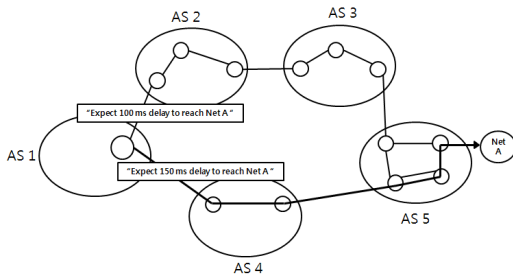 AS 2
AS 3
"Expect 100 ms delay to reach Net A "
AS 1
Net
A
"Expect 150 ms delay to reach Net A "
AS 5
AS 4